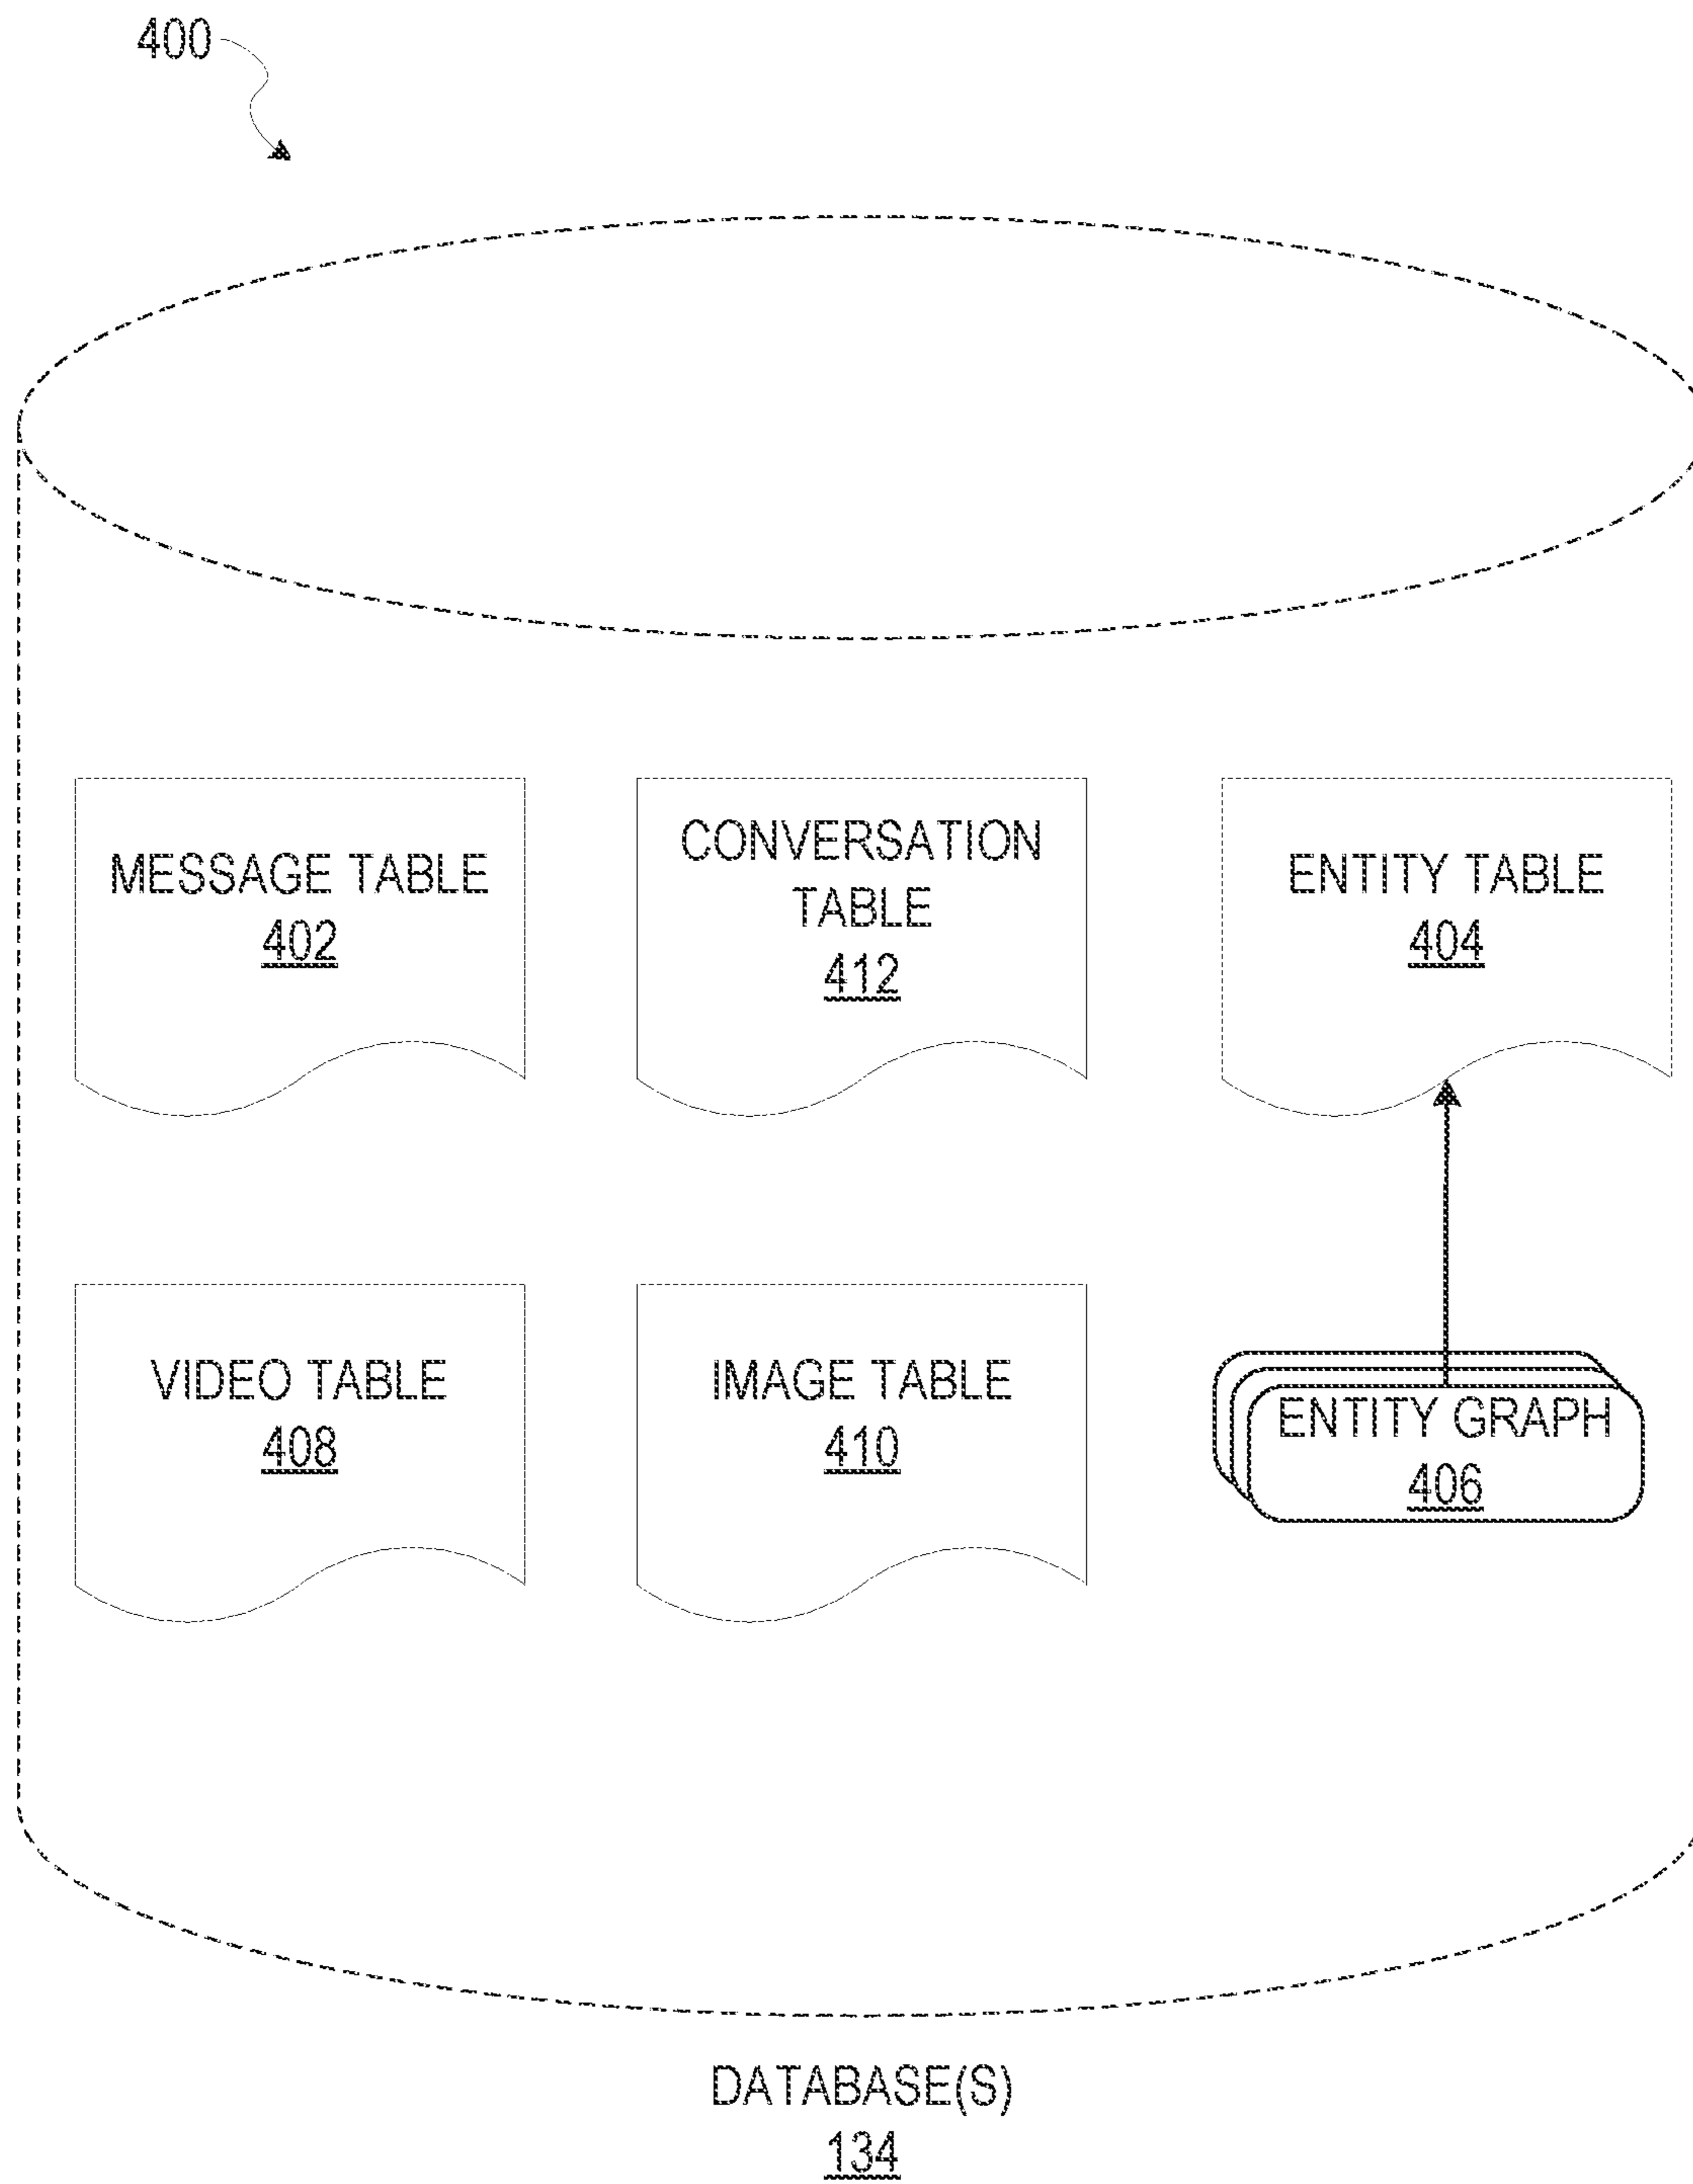 400
MESSAGE TABLE
402
CONVERSATION
TABLE
412
ENTITY TABLE
404
VIDEO TABLE
408
IMAGE TABLE
410
ENTITY GRAPH
406
DATABASE(S)
134